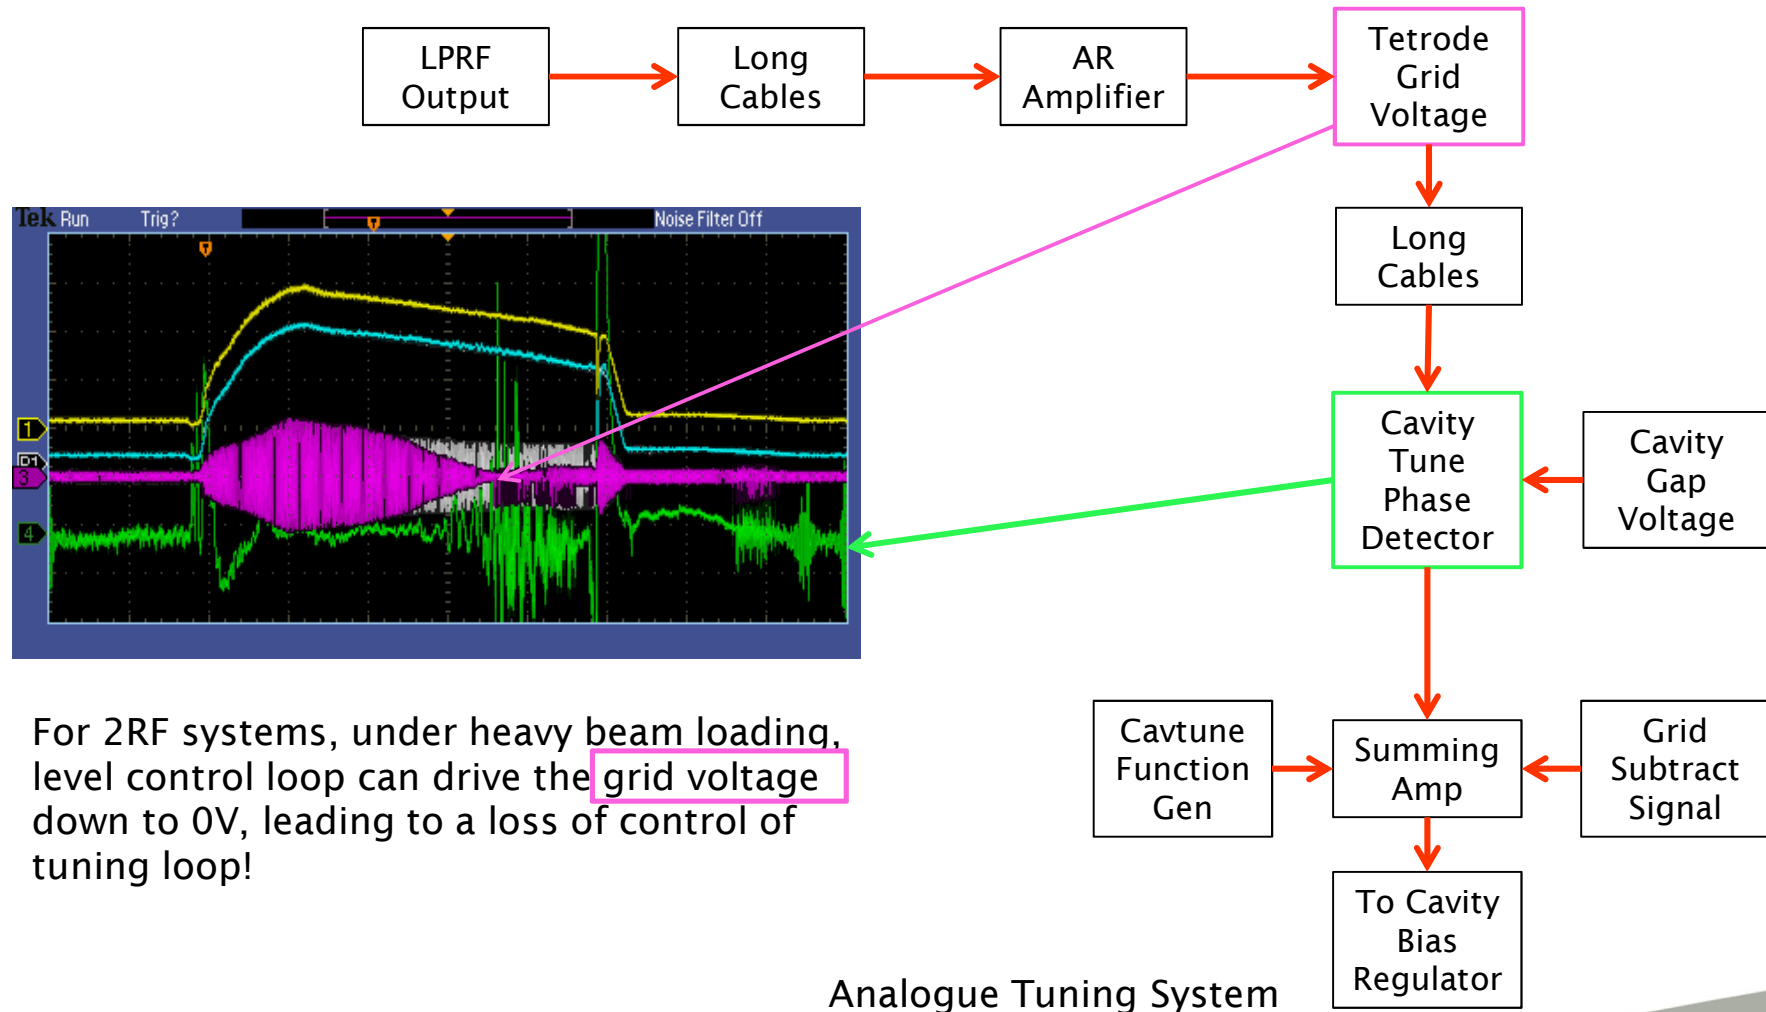 LPRF
Output
Long
Cables
AR
Amplifier
Tetrode
Grid
Voltage
Tek Run Trig? Noise Filter Off
1
D1
3
4
Long
Cables
Cavity
Tune
Phase
Detector
Cavity
Gap
Voltage
For 2RF systems, under heavy beam loading,
level control loop can drive the grid voltage
down to 0V, leading to a loss of control of
tuning loop!
Cavtune
Function
Gen
Summing
Amp
Grid
Subtract
Signal
To Cavity
Bias
Regulator
Analogue Tuning System